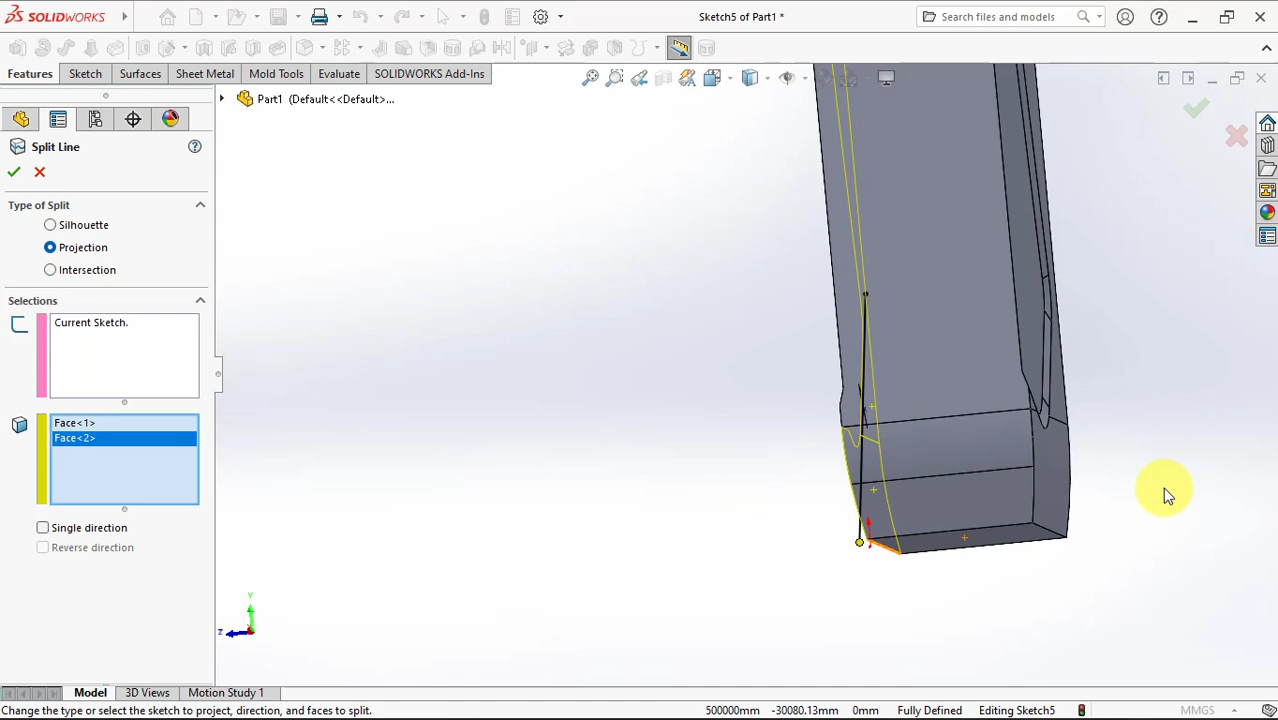 SOLIDWORKS
Sketch5 of Part1 *
Search files and models
Features
Sketch
Surfaces
Sheet Metal
Mold Tools
Evaluate
SOLIDWORKS Add-Ins
Part1 (Default<<Default>...
Split Line
Type of Split
Silhouette
Projection
Intersection
Selections
Current Sketch.
Face<1>
Face<2>
Single direction
Reverse direction
Y
Z
Model
3D Views
Motion Study 1
Change the type or select the sketch to project, direction, and faces to split.
500000mm
-30080.13mm
0mm
Fully Defined
Editing Sketch5
MMGS